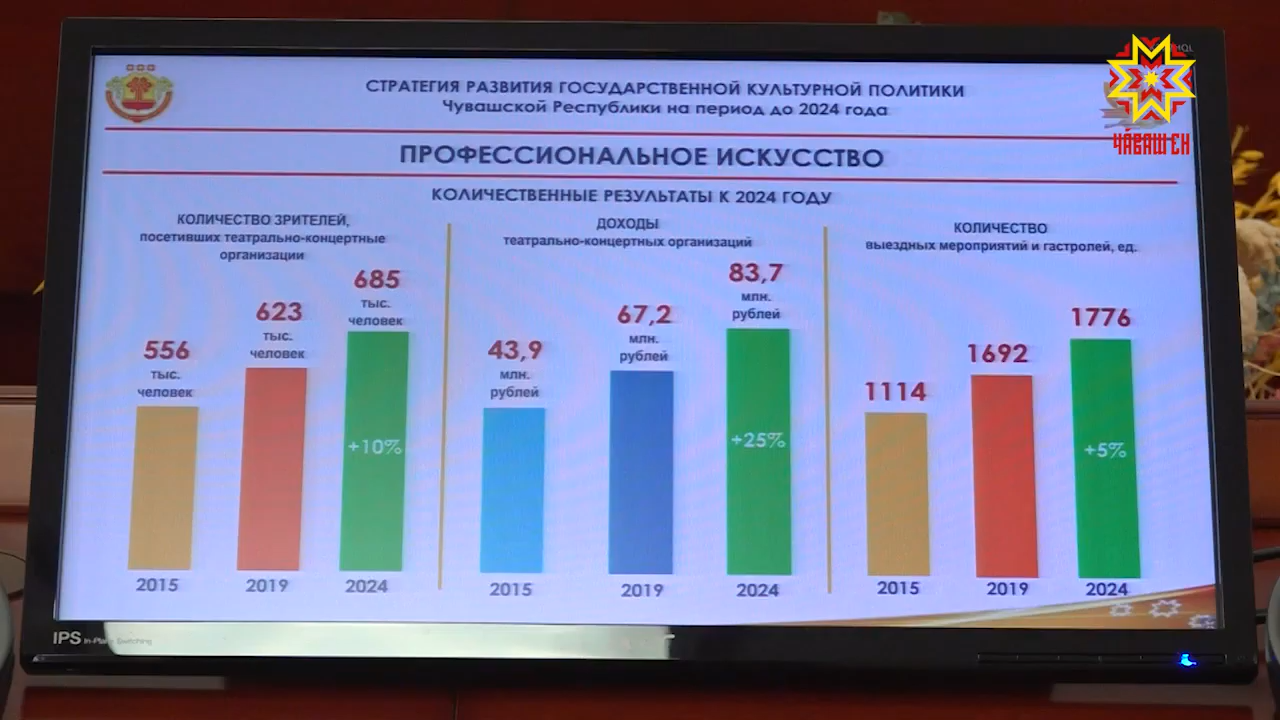 СТРАТЕГИЯ РАЗВИТИЯ ГОСУДАРСТВЕННОЙ КУЛЬТУРНОЙ ПОЛИТИКИ
Чувашской Республики на период до 2024 года
ЧӐВАШ ЕН
ПРОФЕССИОНАЛЬНОЕ ИСКУССТВО
КОЛИЧЕСТВЕННЫЕ РЕЗУЛЬТАТЫ К 2024 ГОДУ
КОЛИЧЕСТВО ЗРИТЕЛЕЙ,
посетивших театрально-концертные
организации
556
тыс.
человек
623
тыс.
человек
685
тыс.
человек
+10%
2015
2019
2024
ДОХОДЫ
театрально-концертных организаций
43,9
млн.
рублей
67,2
млн.
рублей
83,7
млн.
рублей
+25%
2015
2019
2024
КОЛИЧЕСТВО
выездных мероприятий и гастролей, ед.
1114
1692
1776
+5%
2015
2019
2024
IPS In-Plane Switching